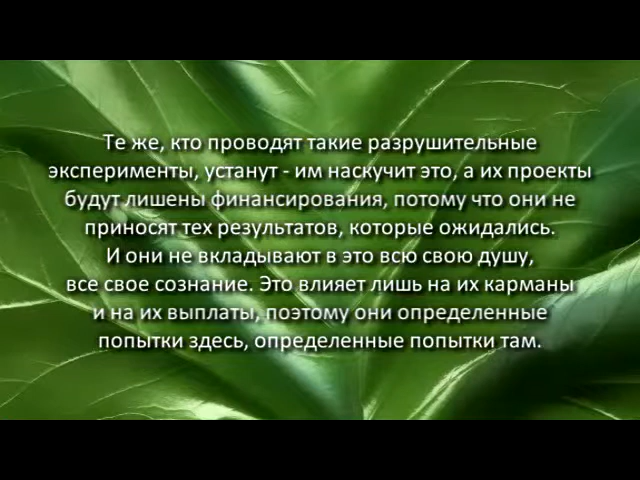 Те же, кто проводят такие разрушительные
эксперименты, устанут - им наскучит это, а их проекты
будут лишены финансирования, потому что они не
приносят тех результатов, которые ожидались.
И они не вкладывают в это всю свою душу,
все свое сознание. Это влияет лишь на их карманы
и на их выплаты, поэтому они определенные
попытки здесь, определенные попытки там.